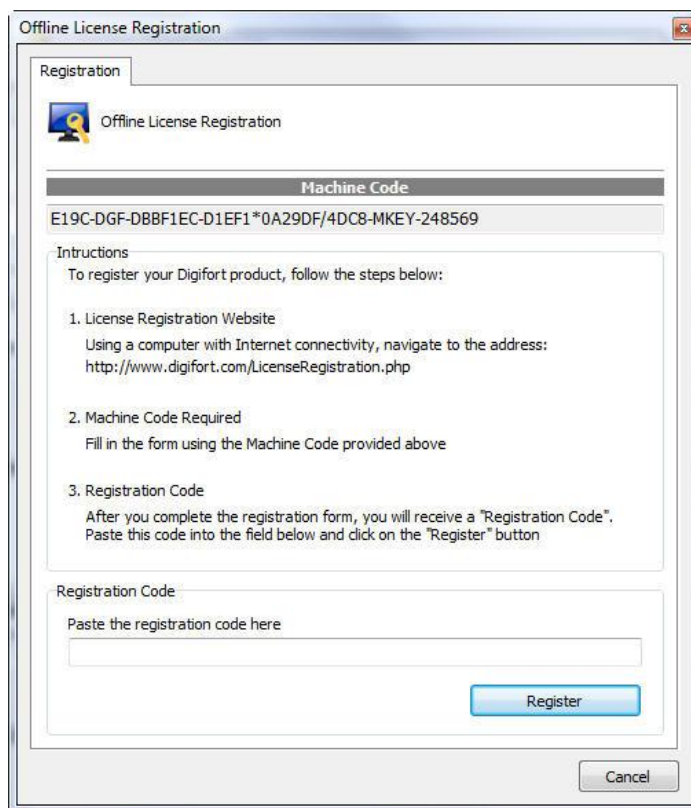 Offline License Registration
Registration
Offline License Registration
Machine Code
E19C-DGF-DBBF1EC-D1EF1*0A29DF/4DC8-MKEY-248569
Intructions
To register your Digifort product, follow the steps below:
1. License Registration Website
Using a computer with Internet connectivity, navigate to the address:
http://www.digifort.com/LicenseRegistration.php
2. Machine Code Required
Fill in the form using the Machine Code provided above
3. Registration Code
After you complete the registration form, you will receive a "Registration Code".
Paste this code into the field below and click on the "Register" button
Registration Code
Paste the registration code here
Register
Cancel